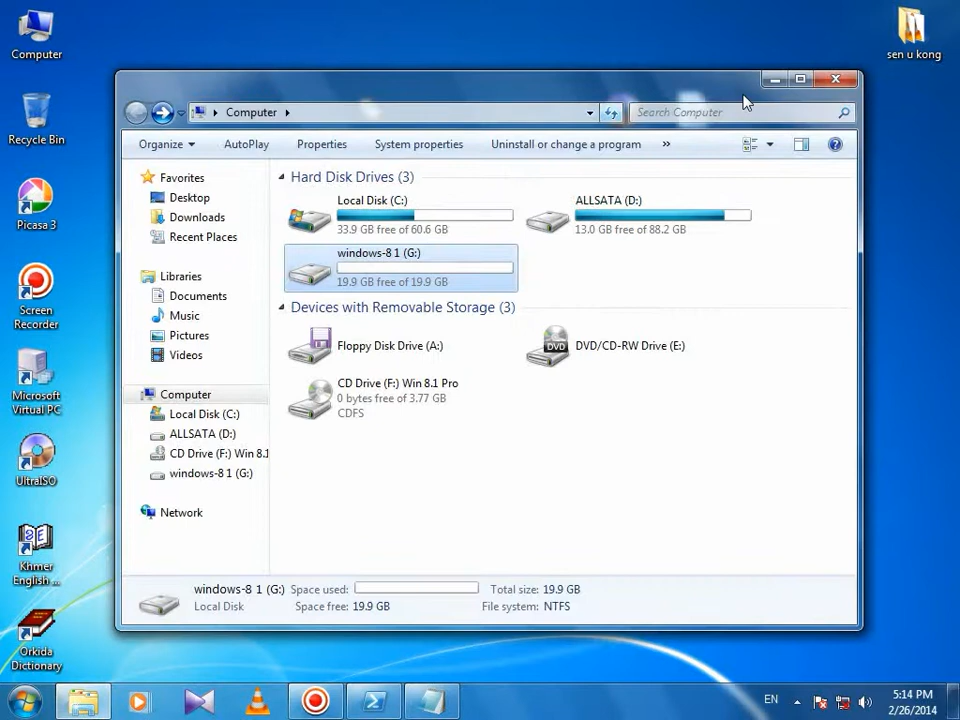 Computer
Recycle Bin
Picasa 3
Screen
Recorder
Microsoft
Virtual PC
UltraISO
Khmer
English ...
Orkida
Dictionary
sen u kong
Computer
Search Computer
Organize
AutoPlay
Properties
System properties
Uninstall or change a program
»
Favorites
Desktop
Downloads
Recent Places
Libraries
Documents
Music
Pictures
Videos
Computer
Local Disk (C:)
ALLSATA (D:)
CD Drive (F:) Win 8.1
windows-8 1 (G:)
Network
Hard Disk Drives (3)
Local Disk (C:)
33.9 GB free of 60.6 GB
ALLSATA (D:)
13.0 GB free of 88.2 GB
windows-8 1 (G:)
19.9 GB free of 19.9 GB
Devices with Removable Storage (3)
Floppy Disk Drive (A:)
DVD
DVD/CD-RW Drive (E:)
CD Drive (F:) Win 8.1 Pro
0 bytes free of 3.77 GB
CDFS
windows-8 1 (G:) Space used: Total size: 19.9 GB
Local Disk Space free: 19.9 GB File system: NTFS
EN
5:14 PM
2/26/2014